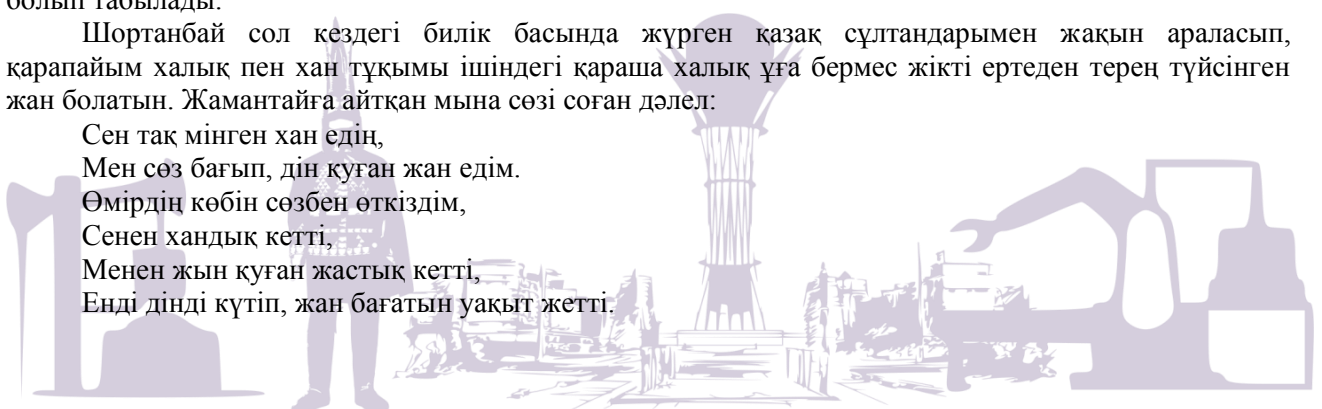 болып табылады.
Шортанбай сол кездегі билік басында жүрген қазақ сұлтандарымен жақын араласып,
қарапайым халық пен хан тұқымы ішіндегі қараша халық ұға бермес жікті ертеден терең түйсінген
жан болатын. Жамантайға айтқан мына сөзі соған дәлел:
Сен тақ мінген хан едің,
Мен сөз бағып, дін қуған жан едім.
Өмірдің көбін сөзбен өткіздім,
Сенен хандық кетті,
Менен жын қуған жастық кетті,
Енді дінді күтіп, жан бағатын уақыт жетті.